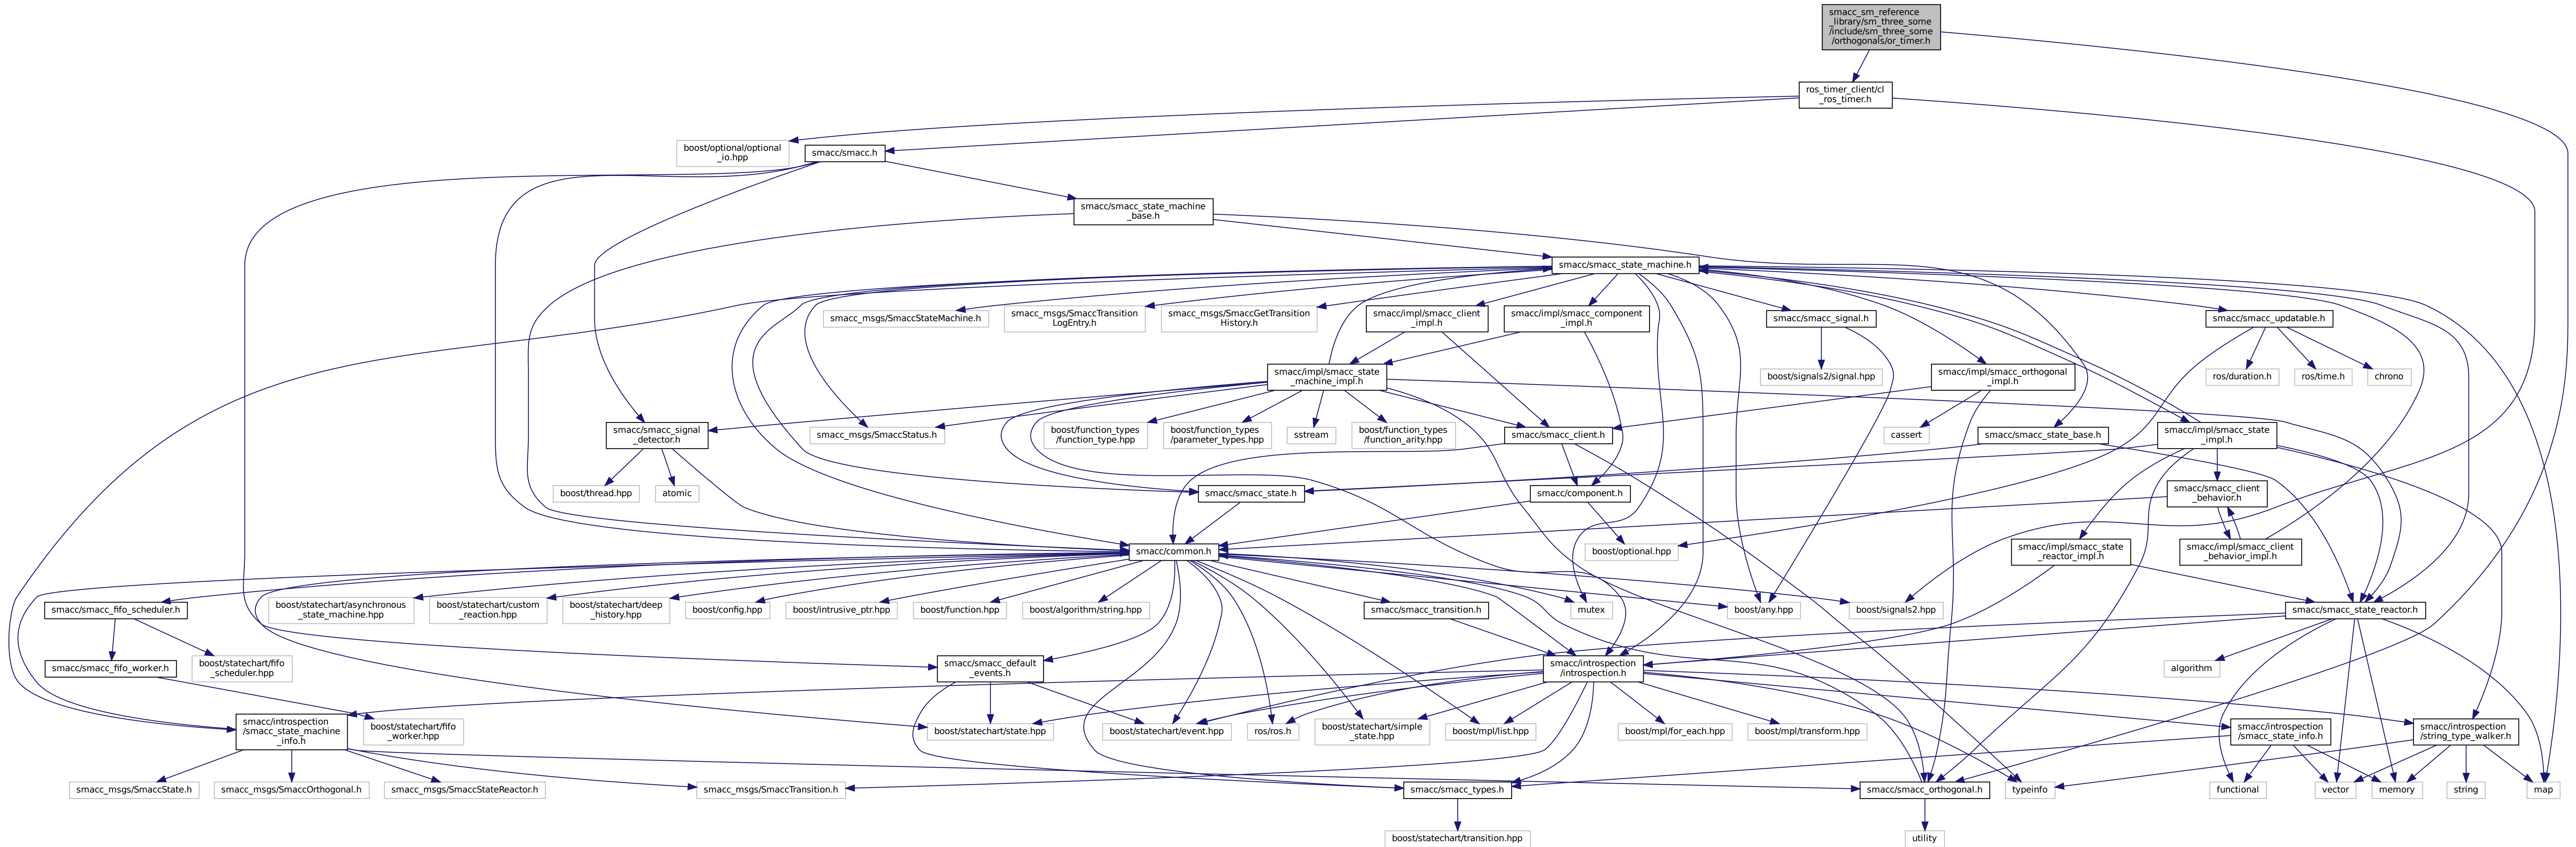 smacc_sm_reference
_library/sm_three_some
/include/sm_three_some
/orthogonals/or_timer.h
ros_timer_client/cl
_ros_timer.h
boost/optional/optional
_io.hpp
smacc/smacc.h
smacc/smacc_state_machine
_base.h
smacc/smacc_state_machine.h
smacc_msgs/SmaccStateMachine.h
smacc_msgs/SmaccTransition
LogEntry.h
smacc_msgs/SmaccGetTransition
History.h
smacc/impl/smacc_client
_impl.h
smacc/impl/smacc_component
_impl.h
smacc/smacc_signal.h
smacc/smacc_updatable.h
smacc/impl/smacc_state
_machine_impl.h
boost/signals2/signal.hpp
smacc/impl/smacc_orthogonal
_impl.h
ros/duration.h
ros/time.h
chrono
smacc/smacc_signal
_detector.h
smacc_msgs/SmaccStatus.h
boost/function_types
/function_type.hpp
boost/function_types
/parameter_types.hpp
sstream
boost/function_types
/function_arity.hpp
smacc/smacc_client.h
cassert
smacc/smacc_state_base.h
smacc/impl/smacc_state
_impl.h
boost/thread.hpp
atomic
smacc/smacc_state.h
smacc/component.h
smacc/smacc_client
_behavior.h
smacc/common.h
boost/optional.hpp
smacc/impl/smacc_state
_reactor_impl.h
smacc/impl/smacc_client
_behavior_impl.h
smacc/smacc_fifo_scheduler.h
boost/statechart/asynchronous
_state_machine.hpp
boost/statechart/custom
_reaction.hpp
boost/statechart/deep
_history.hpp
boost/config.hpp
boost/intrusive_ptr.hpp
boost/function.hpp
boost/algorithm/string.hpp
smacc/smacc_transition.h
mutex
boost/any.hpp
boost/signals2.hpp
smacc/smacc_state_reactor.h
smacc/smacc_fifo_worker.h
boost/statechart/fifo
_scheduler.hpp
smacc/smacc_default
_events.h
smacc/introspection
/introspection.h
algorithm
smacc/introspection
/smacc_state_machine
_info.h
boost/statechart/fifo
_worker.hpp
boost/statechart/state.hpp
boost/statechart/event.hpp
ros/ros.h
boost/statechart/simple
_state.hpp
boost/mpl/list.hpp
boost/mpl/for_each.hpp
boost/mpl/transform.hpp
smacc/introspection
/smacc_state_info.h
smacc/introspection
/string_type_walker.h
smacc_msgs/SmaccState.h
smacc_msgs/SmaccOrthogonal.h
smacc_msgs/SmaccStateReactor.h
smacc_msgs/SmaccTransition.h
smacc/smacc_types.h
smacc/smacc_orthogonal.h
typeinfo
functional
vector
memory
string
map
boost/statechart/transition.hpp
utility